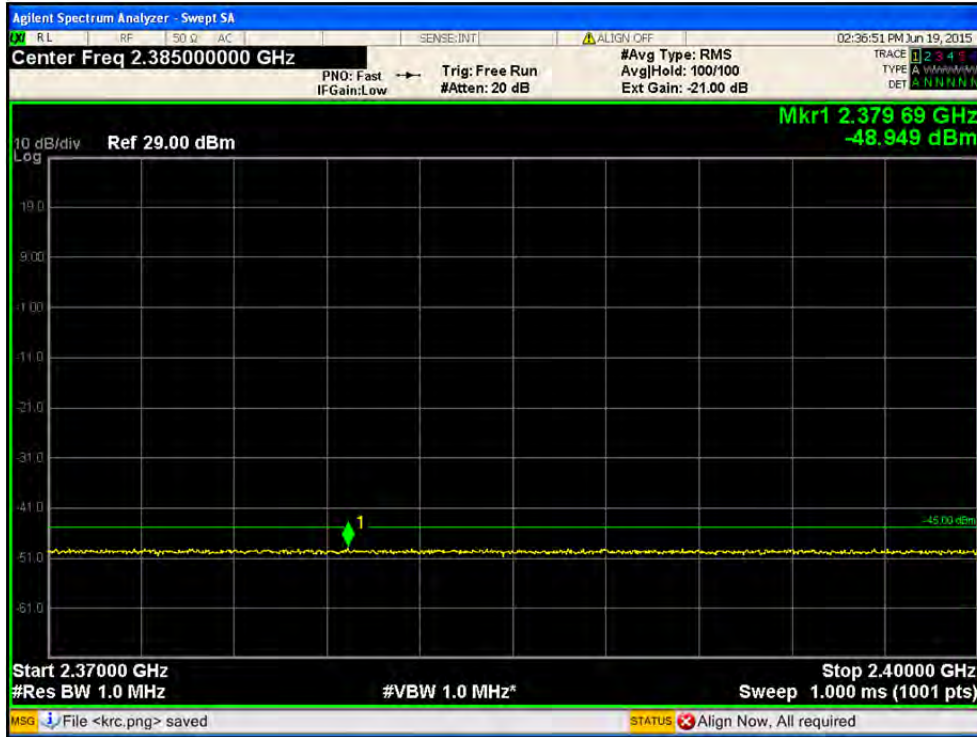 Agilent Spectrum Analyzer - Swept SA
RL RF 50 Ω AC SENSE:INT ALIGN OFF 02:36:51 PM Jun 19, 2015
Center Freq 2.385000000 GHz
#Avg Type: RMS
TRACE 1 2 3 4 5
PNO: Fast Trig: Free Run Avg|Hold: 100/100
TYPE A
IFGain:Low #Atten: 20 dB Ext Gain: -21.00 dB
DET A N N N N N
Mkr1 2.379 69 GHz
-48.949 dBm
10 dB/div Ref 29.00 dBm
Log
19.0
9.00
-1.00
-11.0
-21.0
-31.0
-41.0
1
-45.00 dBm
-51.0
-61.0
Start 2.37000 GHz Stop 2.40000 GHz
#Res BW 1.0 MHz #VBW 1.0 MHz* Sweep 1.000 ms (1001 pts)
MSG File <krc.png> saved STATUS Align Now, All required